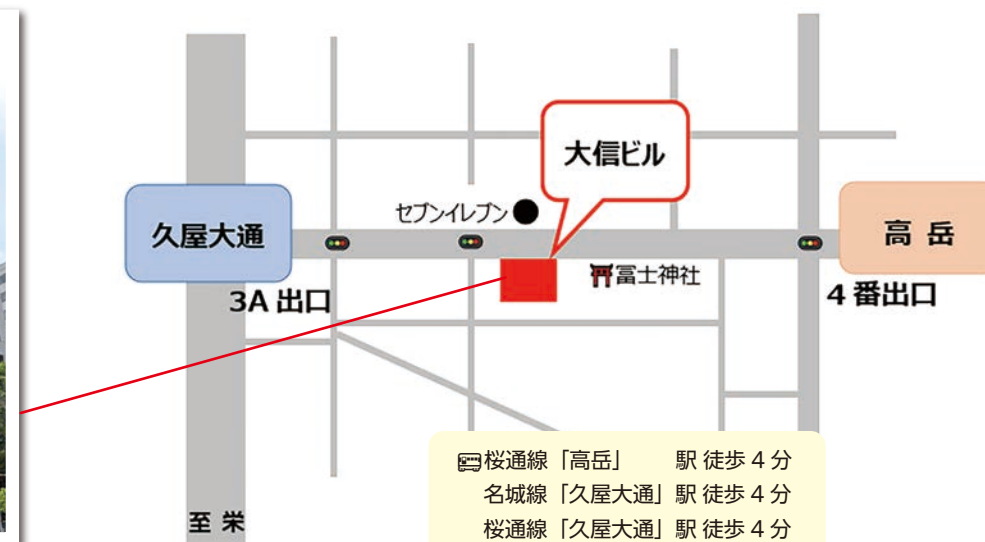 大信ビル
セブンイレブン
久屋大通
高 岳
冨士神社
3A 出口
4 番出口
桜通線「高岳」 駅 徒歩 4 分
名城線「久屋大通」駅 徒歩 4 分
桜通線「久屋大通」駅 徒歩 4 分
至 栄